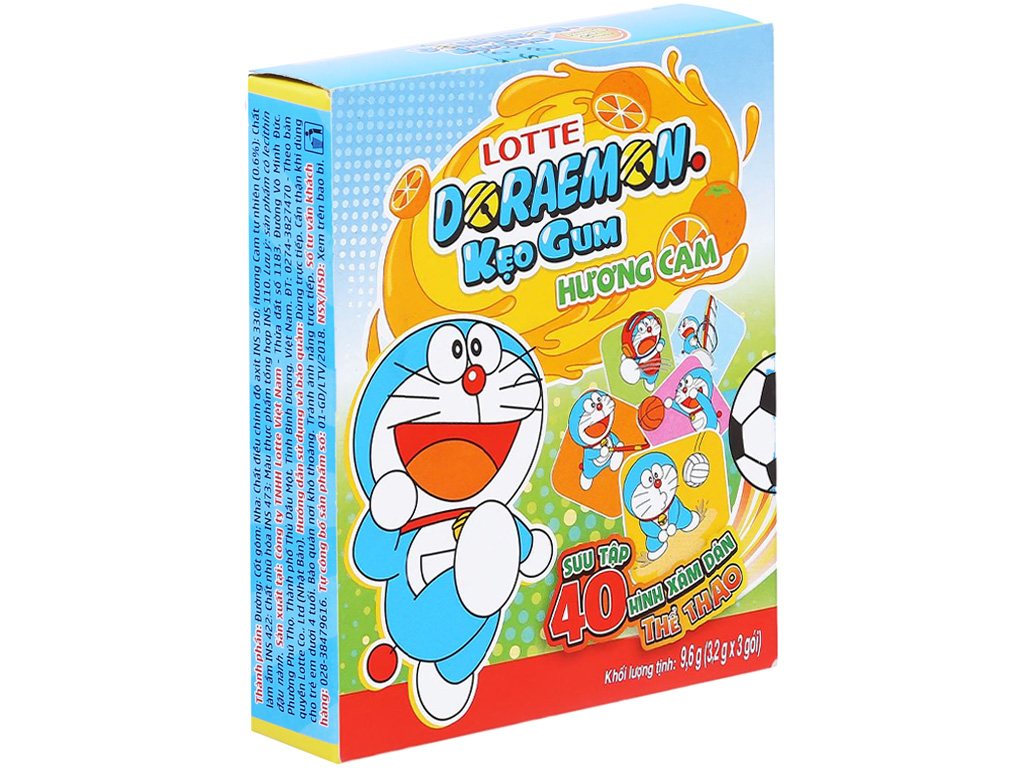 LOTTE
DORAEMON
KẸO GUM
HƯƠNG CAM
SƯU TẬP
40
HÌNH XĂM DÁN
THỂ THAO
Khối lượng tịnh: 9,6 g (3,2 g x 3 gói)
Thành phần: Đường; Cốt gôm; Nha; Chất điều chỉnh độ axit INS 330; Hương Cam tự nhiên (0.6%); Chất
làm ẩm INS 422; Chất nhũ hóa INS 473; Màu thực phẩm tổng hợp INS 110. Lưu ý: sản phẩm có lecithin
đậu nành. Sản xuất tại: Công ty TNHH Lotte Việt Nam - Thửa đất số 1183, Đường Võ Minh Đức,
Phường Phú Thọ, Thành phố Thủ Dầu Một, Tỉnh Bình Dương, Việt Nam. ĐT: 0274-3827470 - Theo bản
quyền Lotte Co., Ltd (Nhật Bản). Hướng dẫn sử dụng và bảo quản: Dùng trực tiếp. Cẩn thận khi dùng
cho trẻ em dưới 4 tuổi. Bảo quản nơi khô thoáng. Tránh ánh nắng trực tiếp. Số tư vấn khách
hàng: 028-38479616. Tự công bố sản phẩm số: 01-GD/LTV/2018. NSX/HSD: Xem trên bao bì.